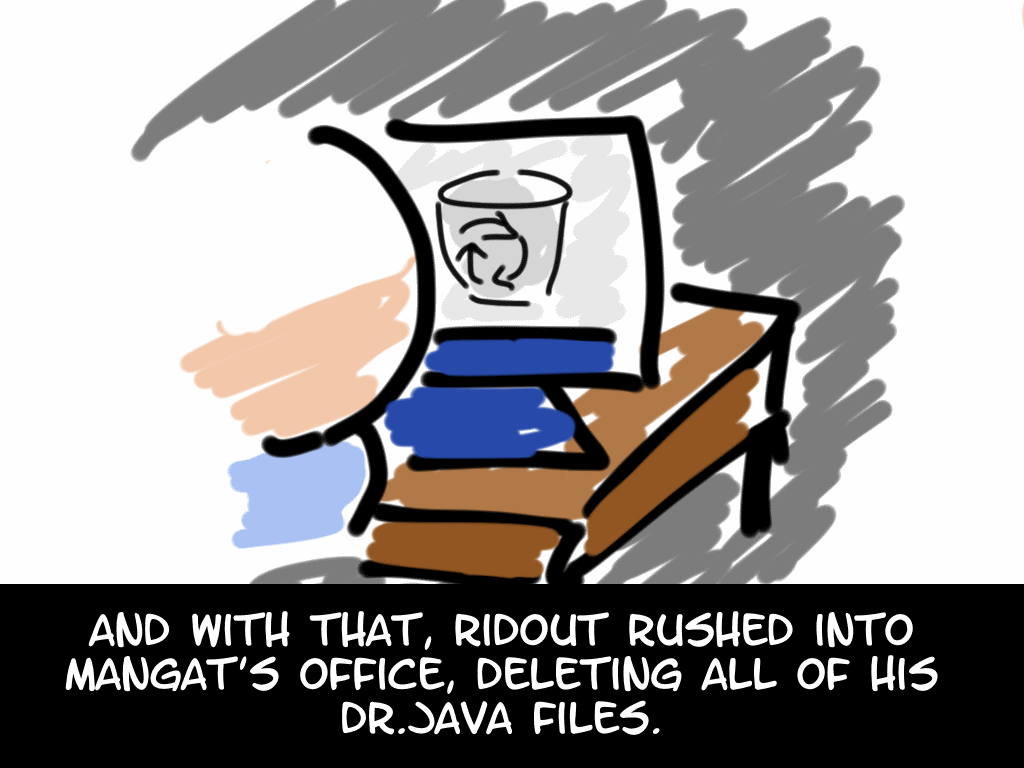 AND WITH THAT, RIDOUT RUSHED INTO
MANGAT'S OFFICE, DELETING ALL OF HIS
DR.JAVA FILES.